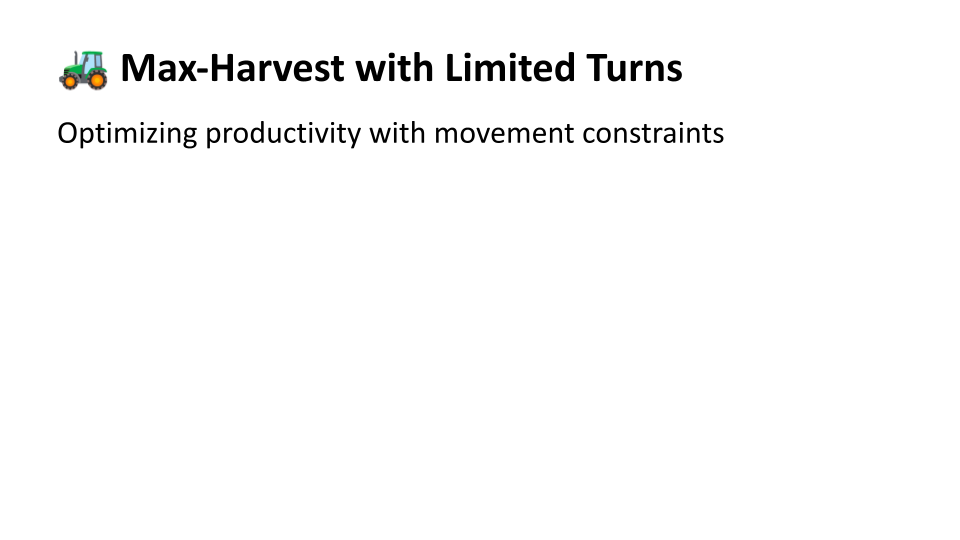 🚜 Max-Harvest with Limited Turns
Optimizing productivity with movement constraints